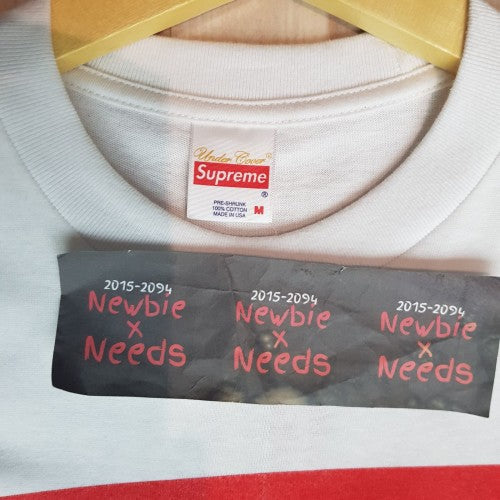 Under Cover®
Supreme
®
PRE-SHRUNK
100% COTTON
MADE IN USA
M
2015-2094
Newbie
x
Needs
2015-2094
Newbie
x
Needs
2015-2094
Newbie
x
Needs